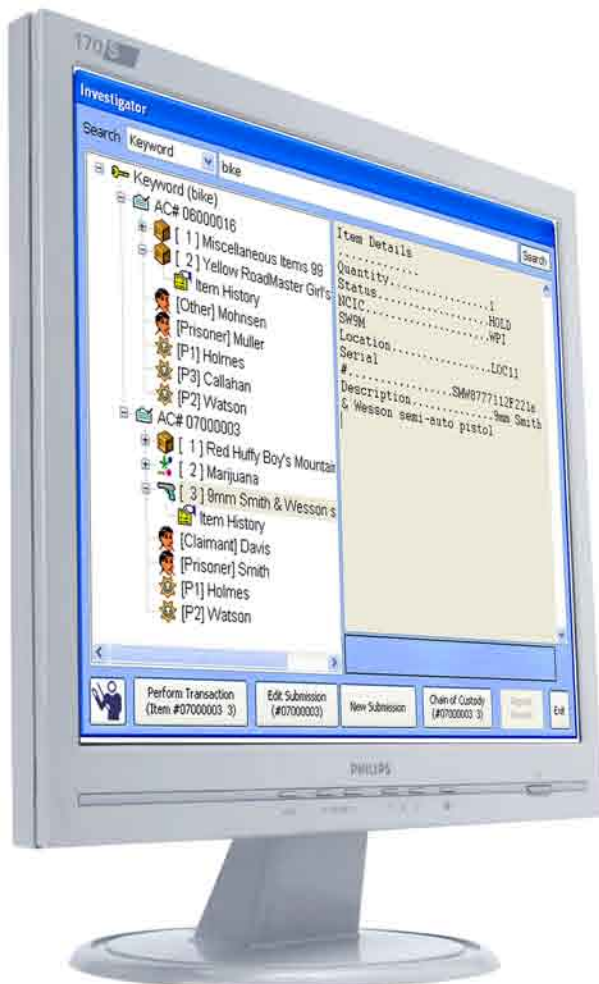 170S
Investigator
Search Keyword bike Search
Keyword (bike)
AC# 06000016
[ 1 ] Miscellaneous Items 99
[ 2 ] Yellow RoadMaster Girl's
Item History
[Other] Mohnsen
[Prisoner] Muller
[P1] Holmes
[P3] Callahan
[P2] Watson
AC# 07000003
[ 1 ] Red Huffy Boy's Mountain
[ 2 ] Marijuana
[ 3 ] 9mm Smith & Wesson s
Item History
[Claimant] Davis
[Prisoner] Smith
[P1] Holmes
[P2] Watson
Item Details
............
Quantity..............1
Status................HOLD
NCIC..................WPI
SW9M
Location..............LOC11
Serial
#................SMW8777112F221s
Description............9mm Smith
& Wesson semi-auto pistol
Perform Transaction
(Item #07000003 3)
Edit Submission
(#07000003)
New Submission
Chain of Custody
(#07000003 3)
Exit
PHILIPS